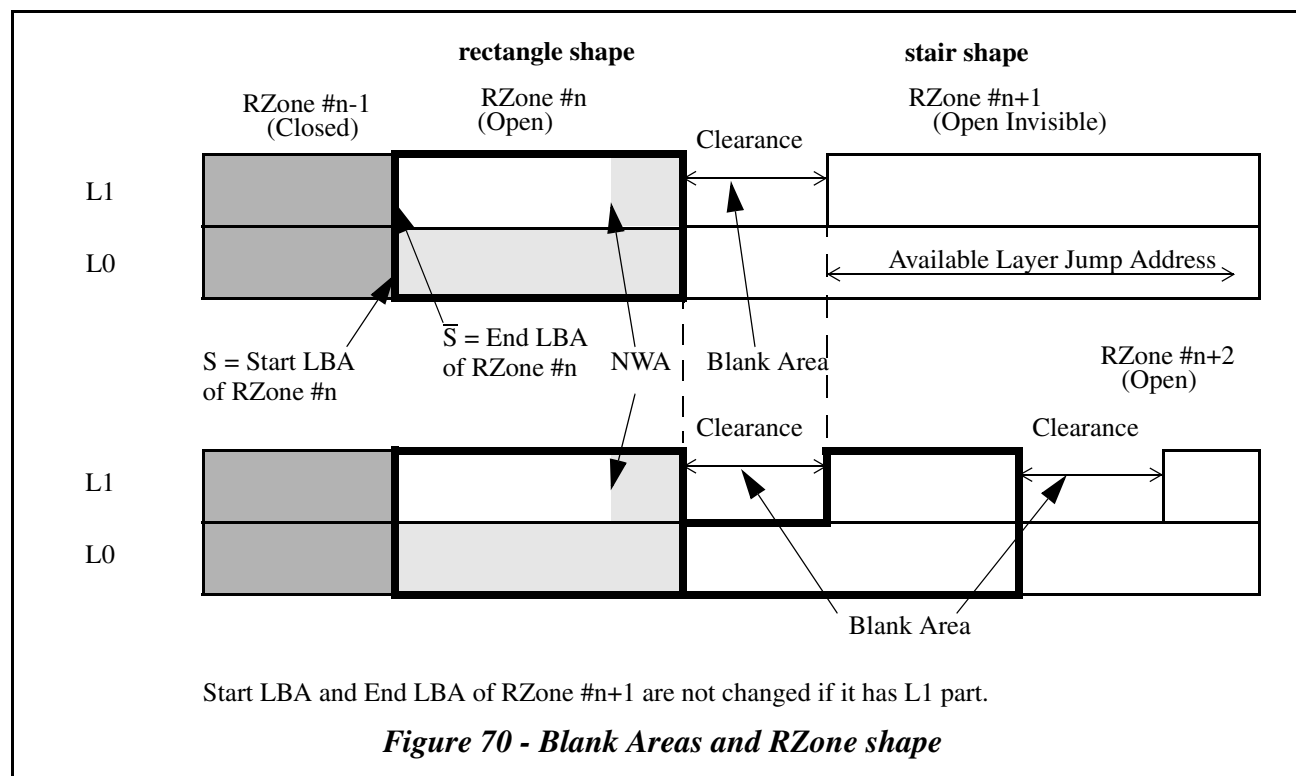 rectangle shape
stair shape
RZone #n-1
(Closed)
RZone #n
(Open)
RZone #n+1
(Open Invisible)
Clearance
L1
L0
Available Layer Jump Address
S = Start LBA
of RZone #n
S̅ = End LBA
of RZone #n
NWA
Blank Area
RZone #n+2
(Open)
Clearance
Clearance
L1
L0
Blank Area
Start LBA and End LBA of RZone #n+1 are not changed if it has L1 part.
Figure 70 - Blank Areas and RZone shape